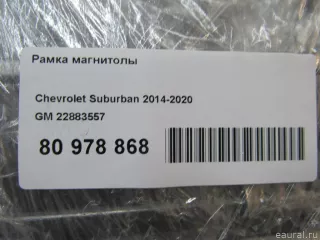 Рамка магнитолы
Chevrolet Suburban 2014-2020
GM 22883557
80 978 868
eaural.ru